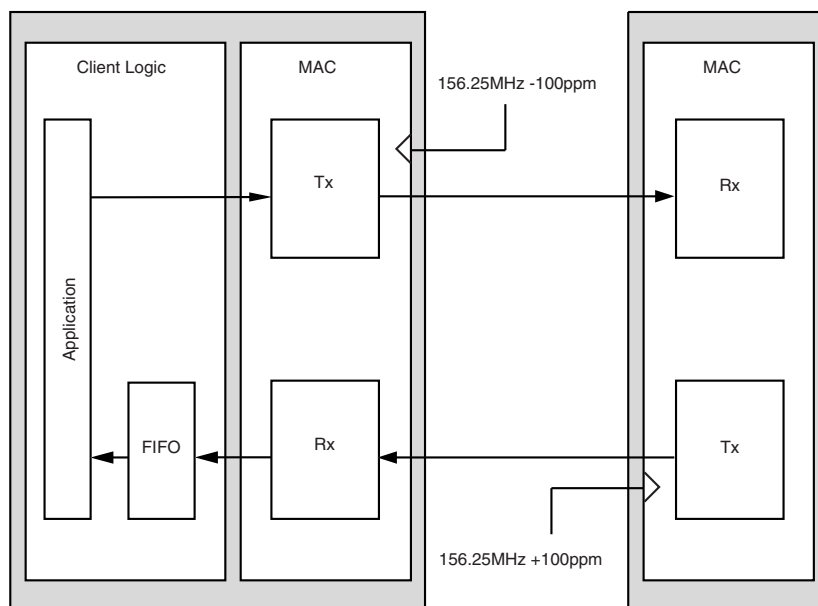 Client Logic
MAC
MAC
156.25MHz -100ppm
Tx
Rx
Application
FIFO
Rx
Tx
156.25MHz +100ppm